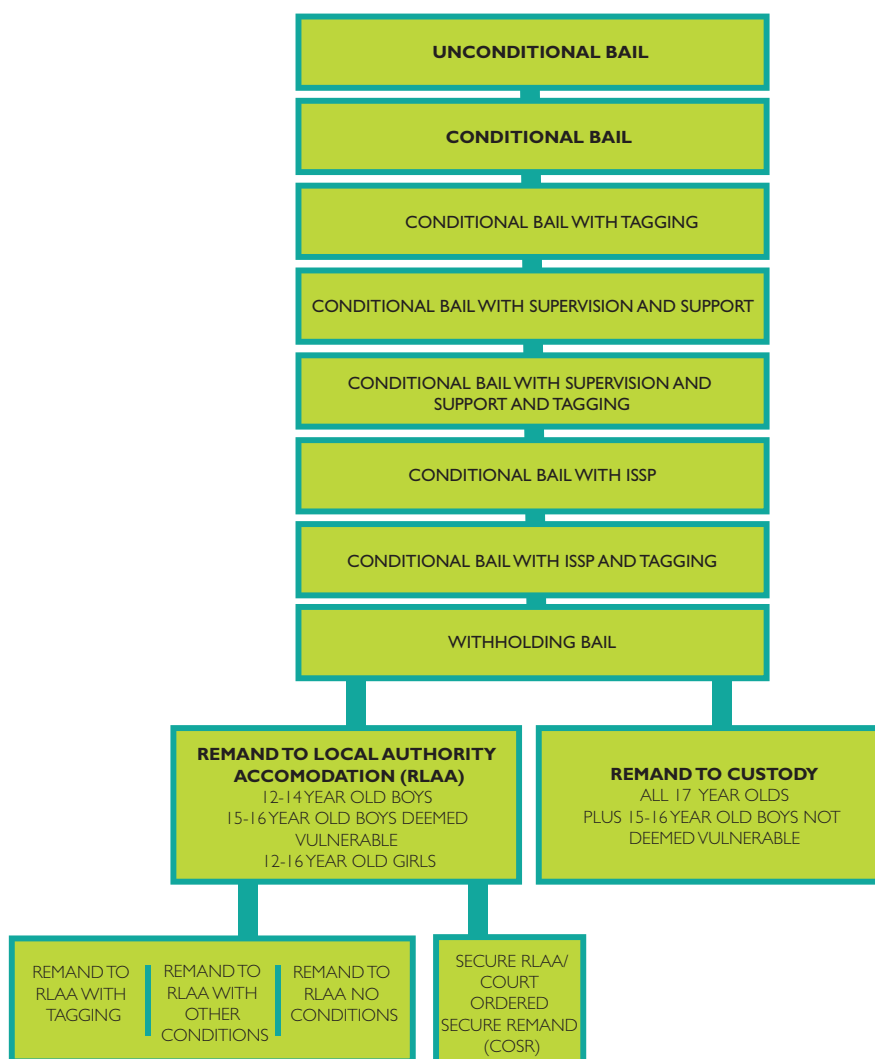 UNCONDITIONAL BAIL
CONDITIONAL BAIL
CONDITIONAL BAIL WITH TAGGING
CONDITIONAL BAIL WITH SUPERVISION AND SUPPORT
CONDITIONAL BAIL WITH SUPERVISION AND
SUPPORT AND TAGGING
CONDITIONAL BAIL WITH ISSP
CONDITIONAL BAIL WITH ISSP AND TAGGING
WITHHOLDING BAIL
REMAND TO LOCAL AUTHORITY
ACCOMODATION (RLAA)
12-14 YEAR OLD BOYS
15-16 YEAR OLD BOYS DEEMED
VULNERABLE
12-16 YEAR OLD GIRLS
REMAND TO CUSTODY
ALL 17 YEAR OLDS
PLUS 15-16 YEAR OLD BOYS NOT
DEEMED VULNERABLE
REMAND TO
RLAA WITH
TAGGING
REMAND TO
RLAA WITH
OTHER
CONDITIONS
REMAND TO
RLAA NO
CONDITIONS
SECURE RLAA/
COURT
ORDERED
SECURE REMAND
(COSR)